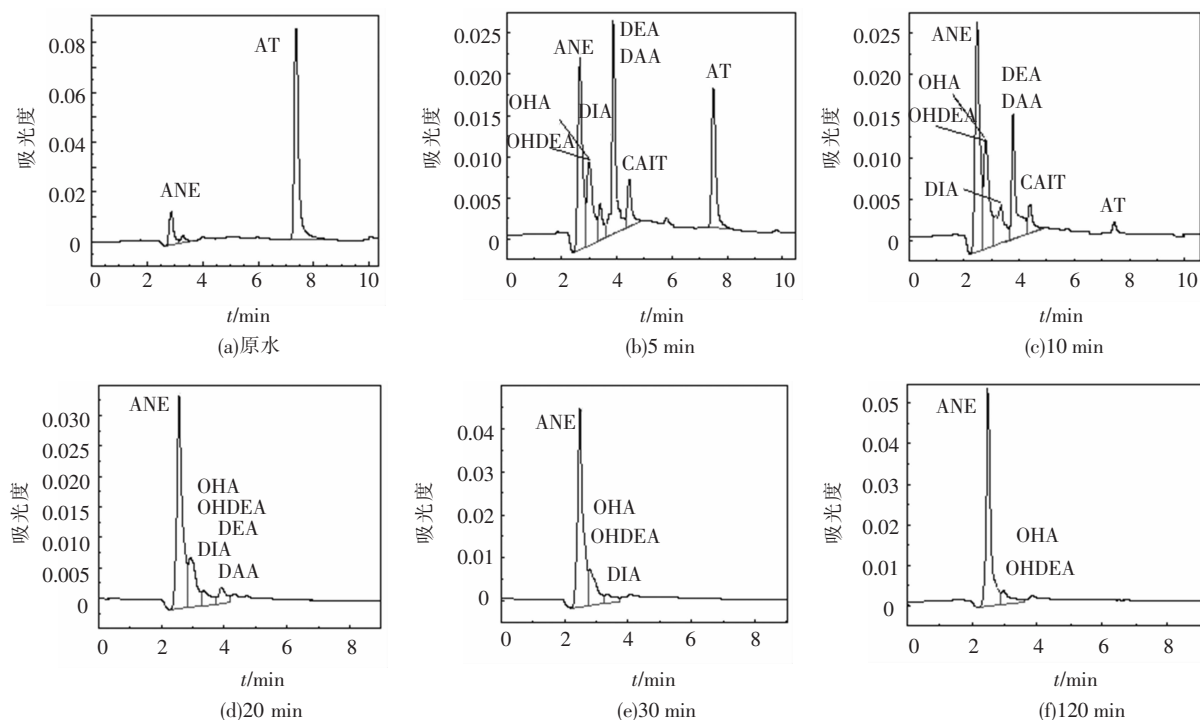 吸光度
0.08
0.06
0.04
0.02
0
AT
ANE
0 2 4 6 8 10
t/min
(a)原水
吸光度
0.025
0.020
0.015
0.010
0.005
0
ANE
DEA
DAA
OHA
DIA
OHDEA
AT
CAIT
0 2 4 6 8 10
t/min
(b)5 min
吸光度
0.025
0.020
0.015
0.010
0.005
0
ANE
DEA
DAA
OHA
OHDEA
DIA
CAIT
AT
0 2 4 6 8 10
t/min
(c)10 min
吸光度
0.030
0.025
0.020
0.015
0.010
0.005
0
ANE
OHA
OHDEA
DEA
DIA
DAA
0 2 4 6 8
t/min
(d)20 min
吸光度
0.04
0.03
0.02
0.01
0
ANE
OHA
OHDEA
DIA
0 2 4 6 8
t/min
(e)30 min
吸光度
0.05
0.04
0.03
0.02
0.01
0
ANE
OHA
OHDEA
0 2 4 6 8 10
t/min
(f)120 min